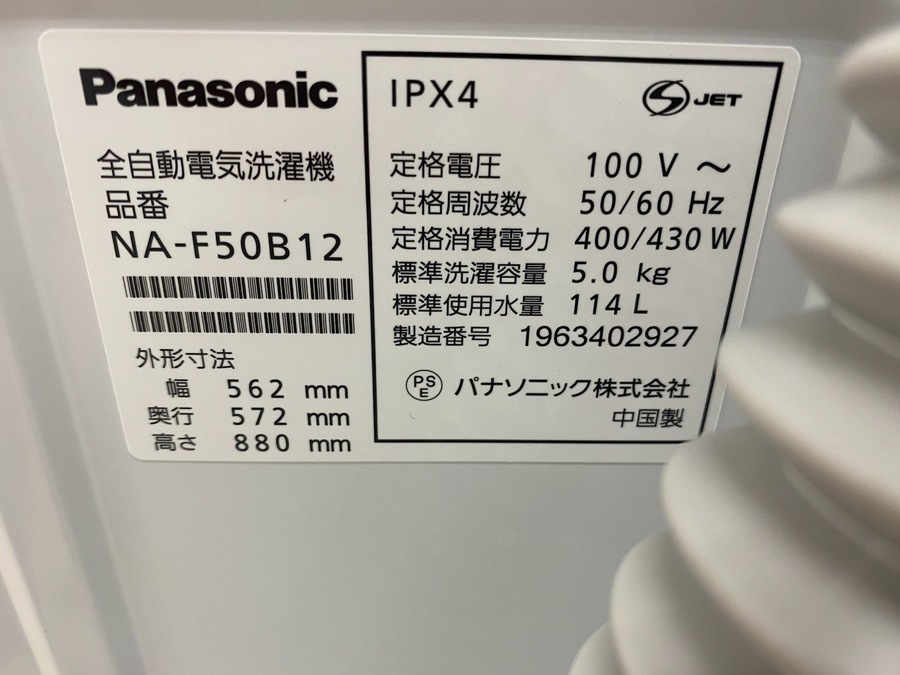 Panasonic
全自動電気洗濯機
品番
NA-F50B12
外形寸法
幅 562 mm
奥行 572 mm
高さ 880 mm
IPX4
S JET
定格電圧 100 V ～
定格周波数 50/60 Hz
定格消費電力 400/430 W
標準洗濯容量 5.0 kg
標準使用水量 114 L
製造番号 1963402927
PS E パナソニック株式会社
中国製